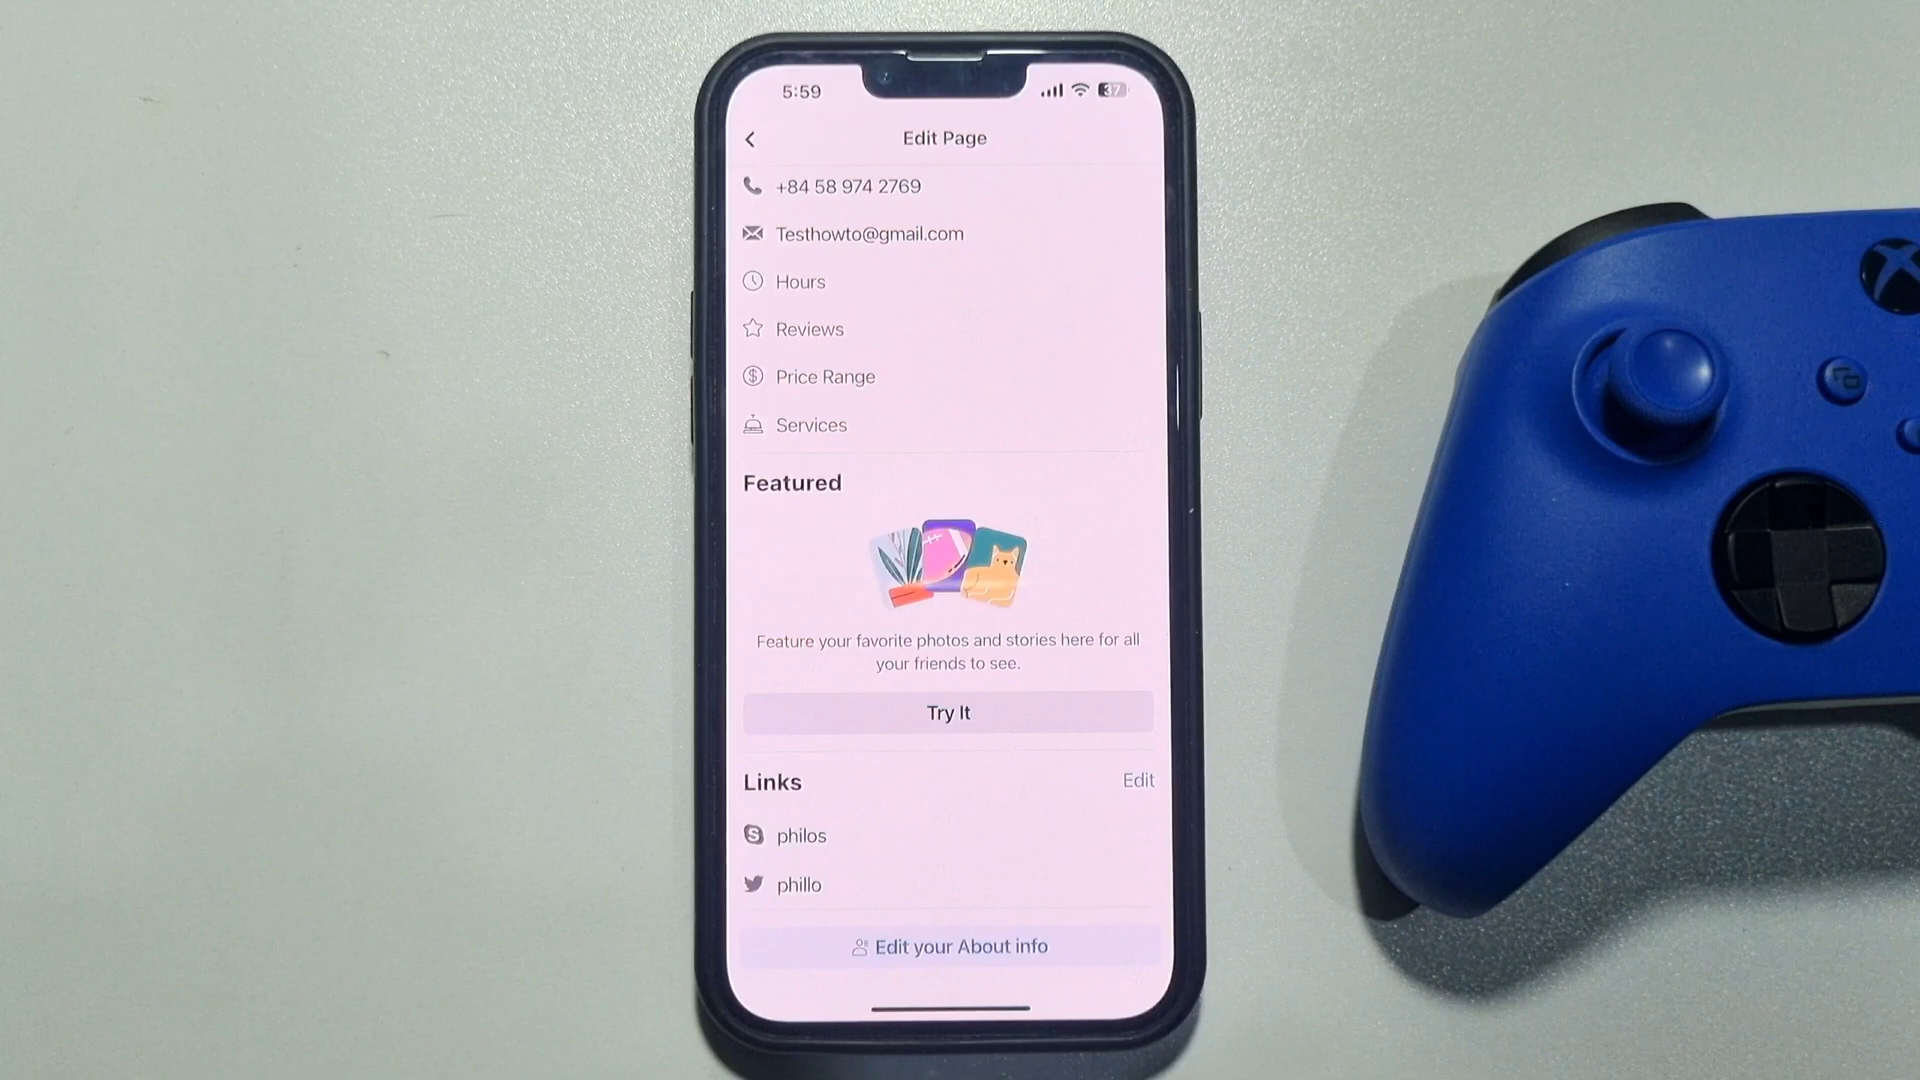 5:59
37
Edit Page
+84 58 974 2769
Testhowto@gmail.com
Hours
Reviews
Price Range
Services
Featured
Feature your favorite photos and stories here for all
your friends to see.
Try It
Links
Edit
philos
phillo
Edit your About info